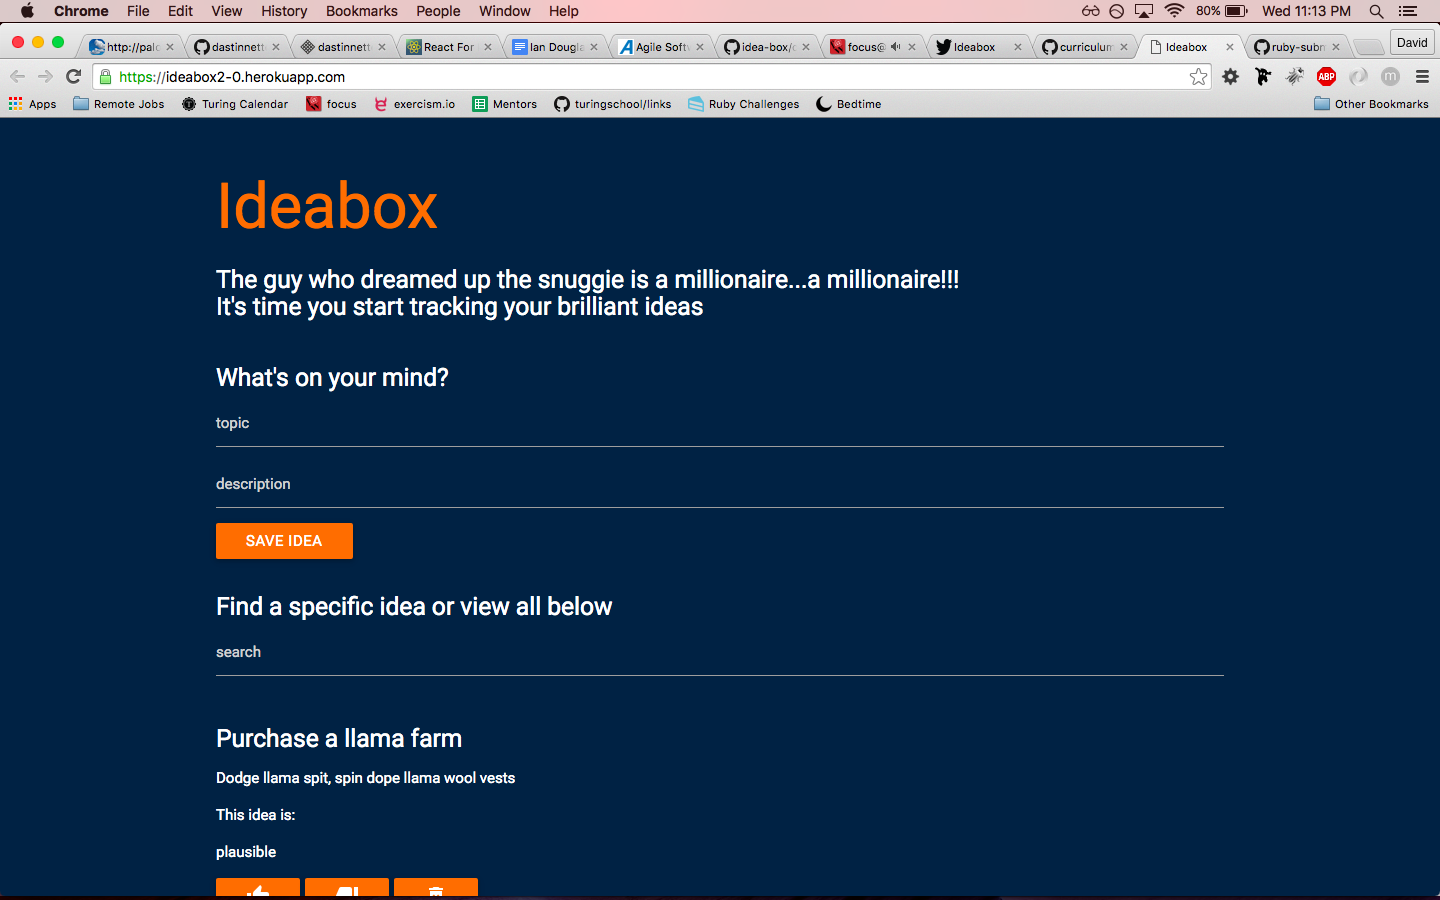 Chrome File Edit View History Bookmarks People Window Help 80% Wed 11:13 PM
http://palo dastinnett dastinnett React For Ian Dougla Agile Softw idea-box/ focus@ Ideabox curriculum Ideabox ruby-subm David
https://ideabox2-0.herokuapp.com ABP m
Apps Remote Jobs Turing Calendar focus exercism.io Mentors turingschool/links Ruby Challenges Bedtime Other Bookmarks
Ideabox
The guy who dreamed up the snuggie is a millionaire...a millionaire!!!
It's time you start tracking your brilliant ideas
What's on your mind?
topic
description
SAVE IDEA
Find a specific idea or view all below
search
Purchase a llama farm
Dodge llama spit, spin dope llama wool vests
This idea is:
plausible